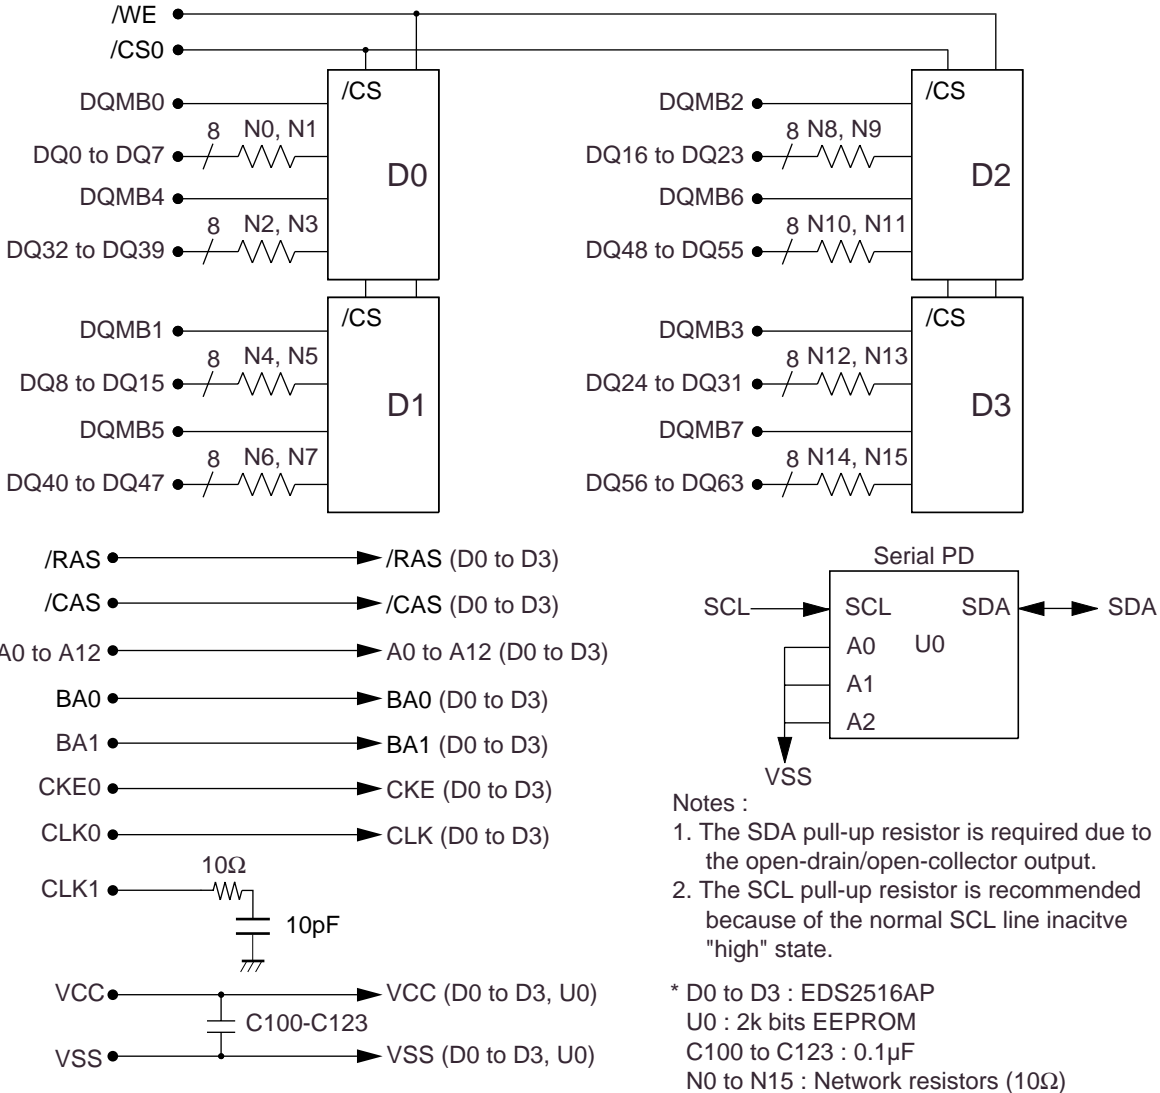 /WE
/CS0
/CS
DQMB0
8 N0, N1
DQ0 to DQ7
D0
DQMB4
8 N2, N3
DQ32 to DQ39
/CS
DQMB1
8 N4, N5
DQ8 to DQ15
D1
DQMB5
8 N6, N7
DQ40 to DQ47
/CS
DQMB2
8 N8, N9
DQ16 to DQ23
D2
DQMB6
8 N10, N11
DQ48 to DQ55
/CS
DQMB3
8 N12, N13
DQ24 to DQ31
D3
DQMB7
8 N14, N15
DQ56 to DQ63
/RAS /RAS (D0 to D3)
/CAS /CAS (D0 to D3)
A0 to A12 A0 to A12 (D0 to D3)
BA0 BA0 (D0 to D3)
BA1 BA1 (D0 to D3)
CKE0 CKE (D0 to D3)
CLK0 CLK (D0 to D3)
10Ω
CLK1
10pF
VCC VCC (D0 to D3, U0)
C100-C123
VSS VSS (D0 to D3, U0)
Serial PD
SCL SCL SDA SDA
A0 U0
A1
A2
VSS
Notes :
1. The SDA pull-up resistor is required due to
the open-drain/open-collector output.
2. The SCL pull-up resistor is recommended
because of the normal SCL line inacitve
"high" state.
* D0 to D3 : EDS2516AP
U0 : 2k bits EEPROM
C100 to C123 : 0.1µF
N0 to N15 : Network resistors (10Ω)